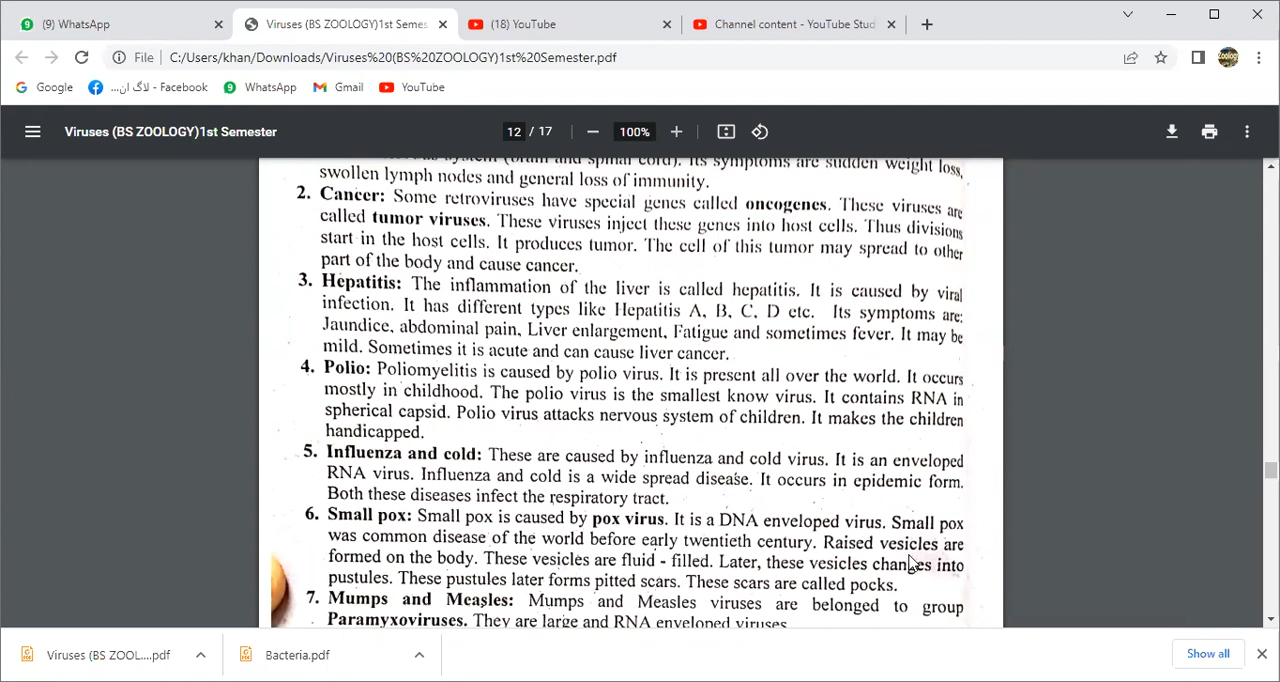 (9) WhatsApp
Viruses (BS ZOOLOGY)1st Semes
(18) YouTube
Channel content - YouTube Stud
File
C:/Users/khan/Downloads/Viruses%20(BS%20ZOOLOGY)1st%20Semester.pdf
Google
لاگ ان... - Facebook
WhatsApp
Gmail
YouTube
Viruses (BS ZOOLOGY)1st Semester
12 / 17
100%
system (brain and spinal cord). Its symptoms are sudden weight loss,
swollen lymph nodes and general loss of immunity.
2. Cancer: Some retroviruses have special genes called oncogenes. These viruses are
called tumor viruses. These viruses inject these genes into host cells. Thus divisions
start in the host cells. It produces tumor. The cell of this tumor may spread to other
part of the body and cause cancer.
3. Hepatitis: The inflammation of the liver is called hepatitis. It is caused by viral
infection. It has different types like Hepatitis A, B, C, D etc. Its symptoms are:
Jaundice, abdominal pain, Liver enlargement, Fatigue and sometimes fever. It may be
mild. Sometimes it is acute and can cause liver cancer.
4. Polio: Poliomyelitis is caused by polio virus. It is present all over the world. It occurs
mostly in childhood. The polio virus is the smallest know virus. It contains RNA in
spherical capsid. Polio virus attacks nervous system of children. It makes the children
handicapped.
5. Influenza and cold: These are caused by influenza and cold virus. It is an enveloped
RNA virus. Influenza and cold is a wide spread disease. It occurs in epidemic form.
Both these diseases infect the respiratory tract.
6. Small pox: Small pox is caused by pox virus. It is a DNA enveloped virus. Small pox
was common disease of the world before early twentieth century. Raised vesicles are
formed on the body. These vesicles are fluid - filled. Later, these vesicles changes into
pustules. These pustules later forms pitted scars. These scars are called pocks.
7. Mumps and Measles: Mumps and Measles viruses are belonged to group
Paramyxoviruses. They are large and RNA enveloped viruses.
Viruses (BS ZOOL....pdf
Bacteria.pdf
Show all